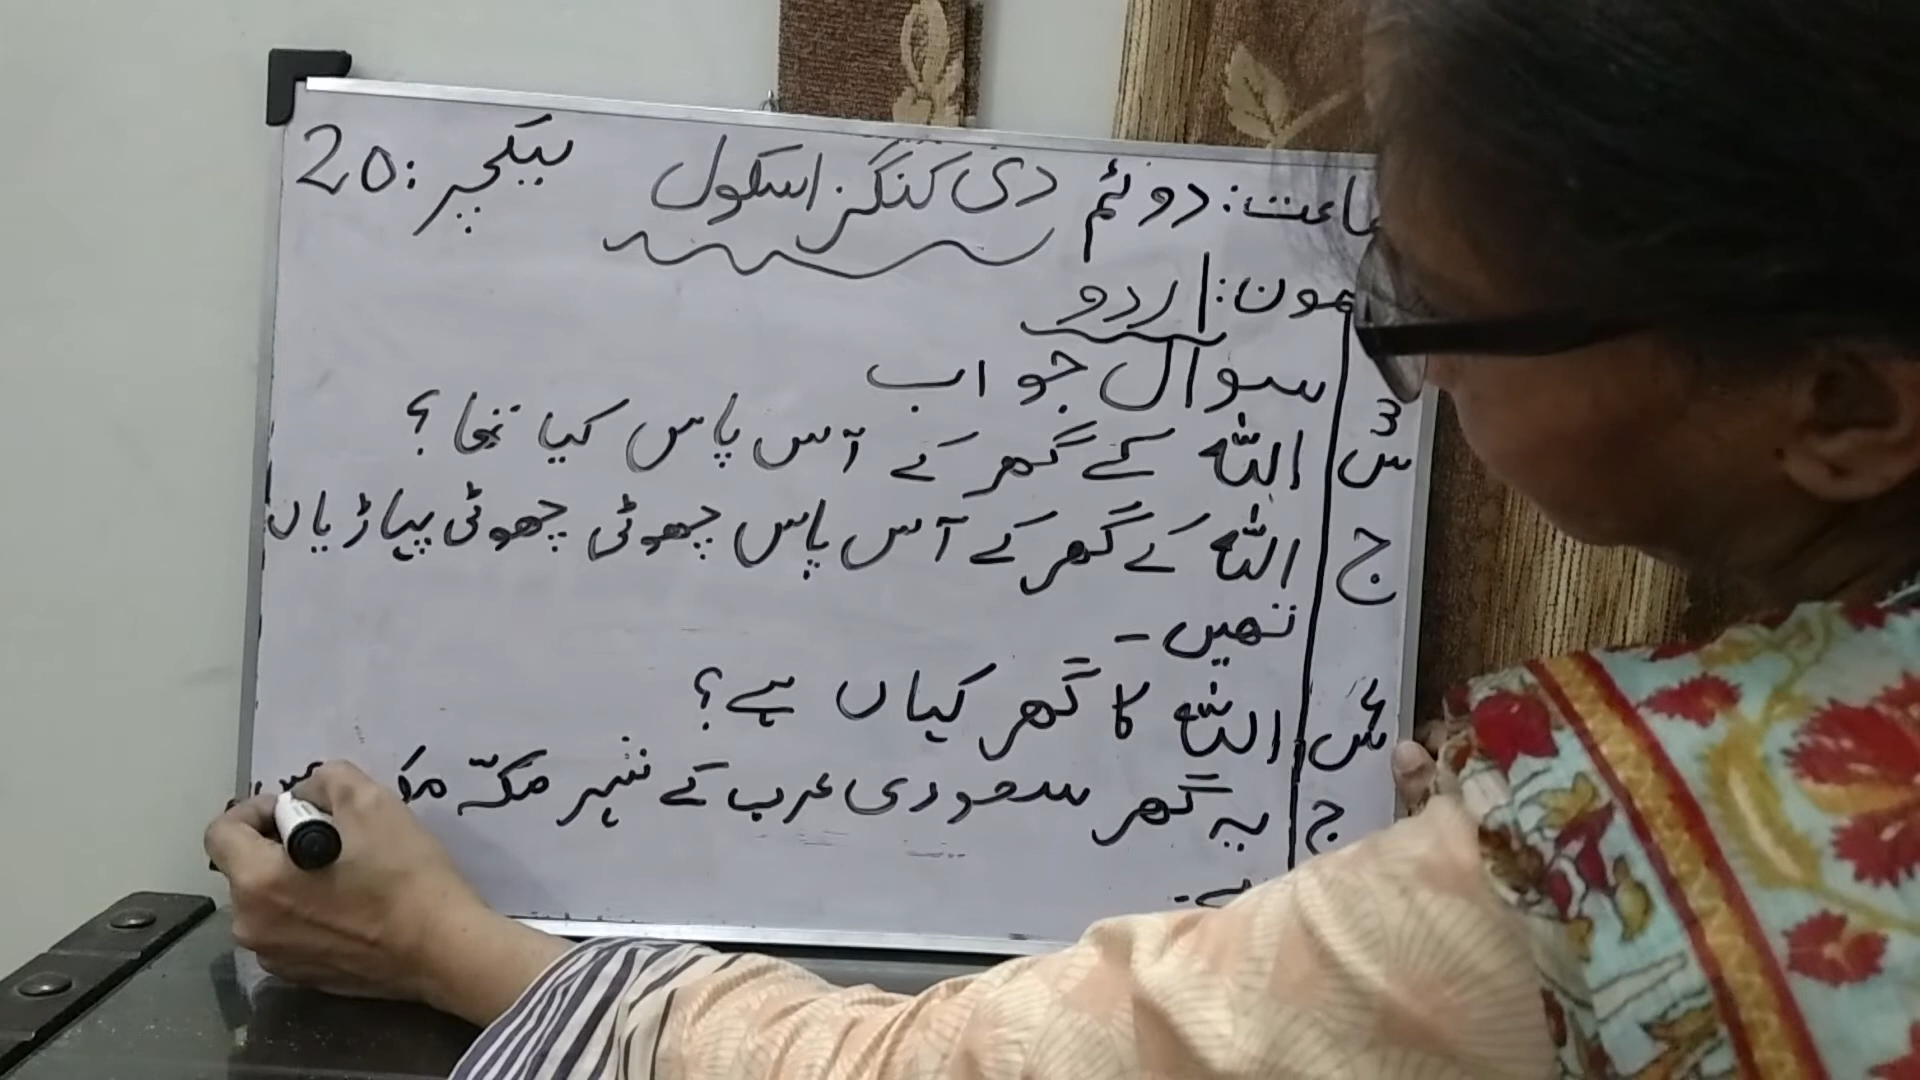 جماعت: دوئم دی کنگز اسکول لیکچر: 20
مضمون: اردو
سوال جواب
س3 اللہ کے گھر کے آس پاس کیا تھا؟
ج اللہ کے گھر کے آس پاس چھوٹی چھوٹی پہاڑیاں
تھیں۔
س4 اللہ کا گھر کہاں ہے؟
ج یہ گھر سعودی عرب کے شہر مکہّ
ہے۔